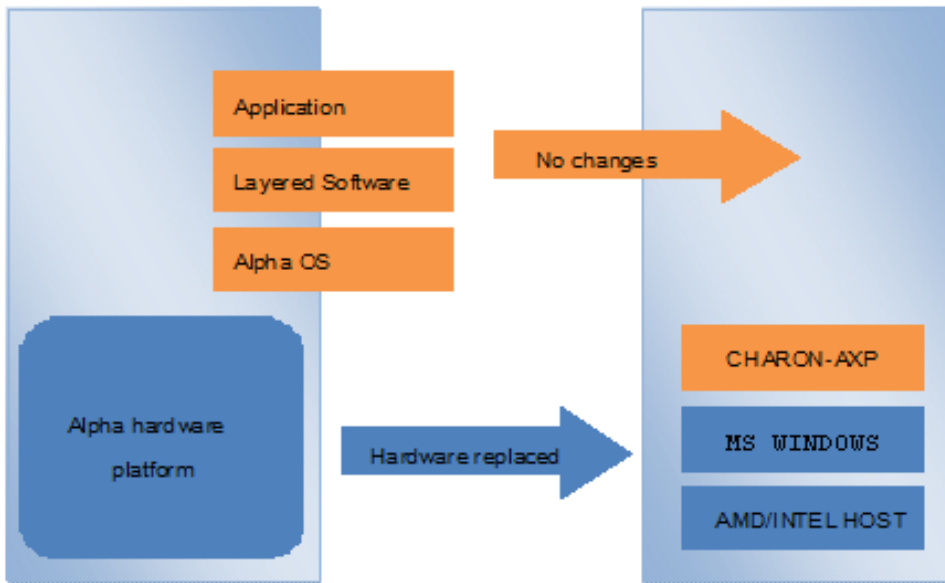 Application
Layered Software
Alpha OS
No changes
Alpha hardware
platform
Hardware replaced
CHARON-AXP
MS WINDOWS
AMD/INTEL HOST